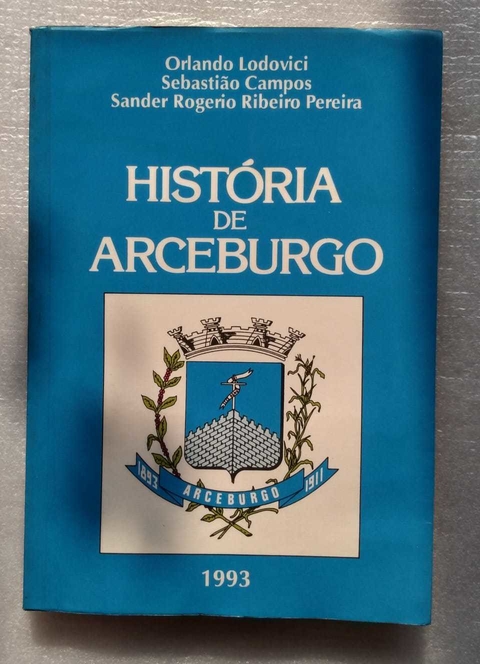 Orlando Lodovici
Sebastião Campos
Sander Rogerio Ribeiro Pereira
HISTÓRIA
DE
ARCEBURGO
1893 ARCEBURGO 1911
1993